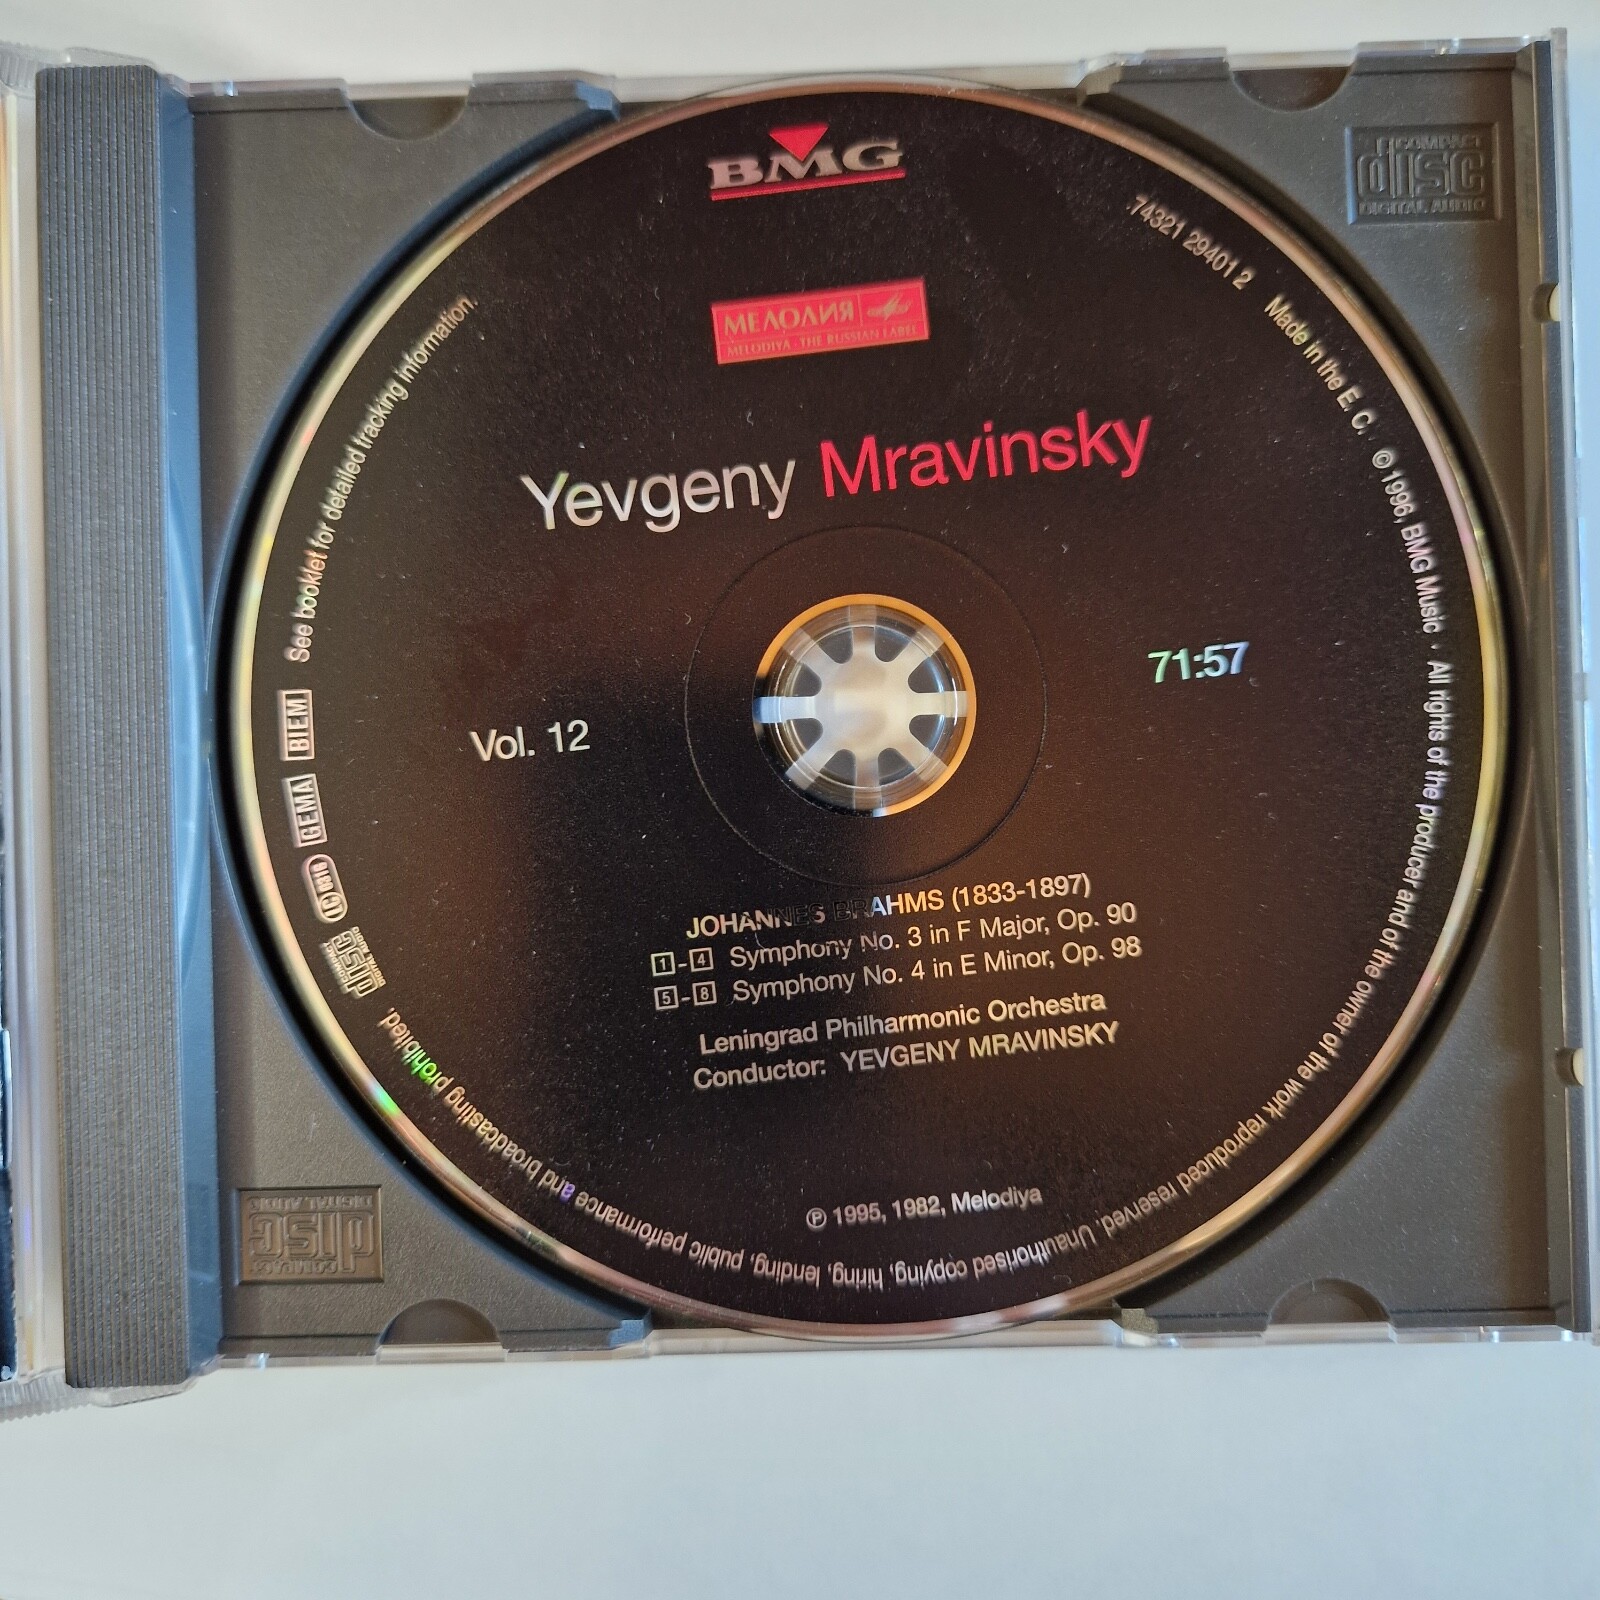 BMG
МЕЛОДИЯ
MELODIYA · THE RUSSIAN LABEL
Yevgeny Mravinsky
71:57
Vol. 12
JOHANNES BRAHMS (1833-1897)
1-4 Symphony No. 3 in F Major, Op. 90
5-8 Symphony No. 4 in E Minor, Op. 98
Leningrad Philharmonic Orchestra
Conductor: YEVGENY MRAVINSKY
℗ 1995, 1982, Melodiya
74321 29401 2 Made in the E. C. © 1996, BMG Music · All rights of the producer and of the owner of the work reproduced reserved. Unauthorised copying, hiring, lending, public performance and broadcasting prohibited.
COMPACT disc DIGITAL AUDIO
LC 0316
GEMA
BIEM
See booklet for detailed tracking information.
COMPACT
disc
DIGITAL AUDIO
COMPACT
disc
DIGITAL AUDIO